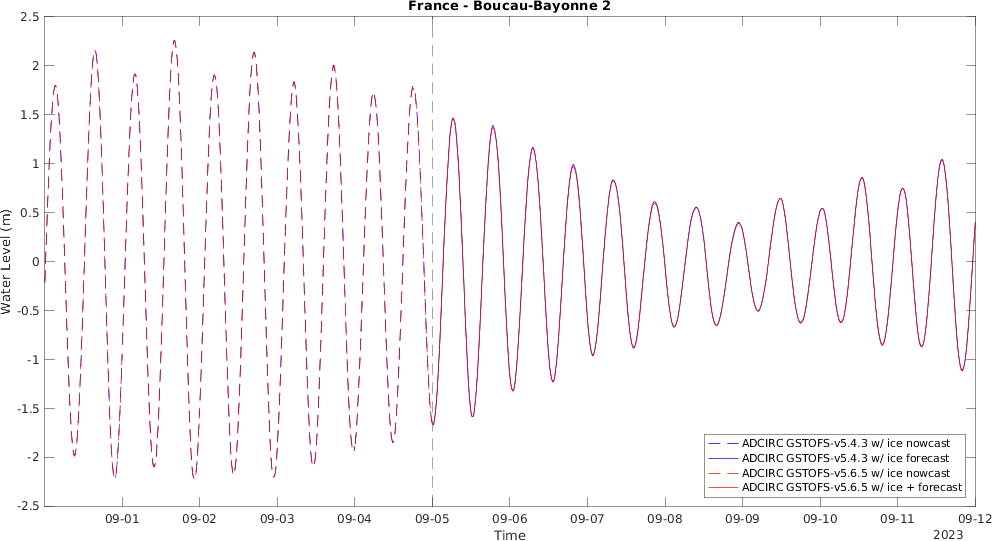 France - Boucau-Bayonne 2
2.5
2
1.5
1
0.5
0
-0.5
-1
-1.5
-2
-2.5
Water Level (m)
09-01 09-02 09-03 09-04 09-05 09-06 09-07 09-08 09-09 09-10 09-11 09-12
Time
2023
ADCIRC GSTOFS-v5.4.3 w/ ice nowcast
ADCIRC GSTOFS-v5.4.3 w/ ice forecast
ADCIRC GSTOFS-v5.6.5 w/ ice nowcast
ADCIRC GSTOFS-v5.6.5 w/ ice + forecast